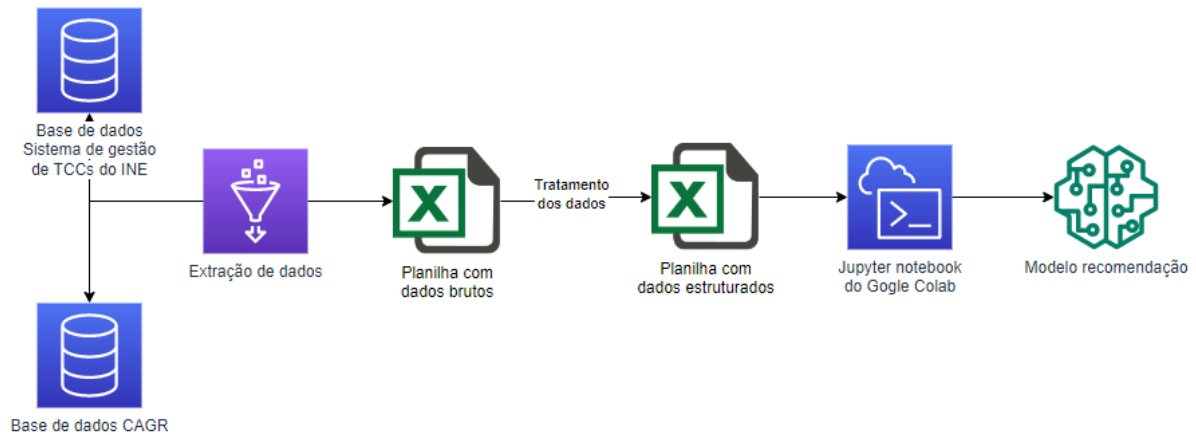 Base de dados
Sistema de gestão
de TCCs do INE
Extração de dados
Planilha com
dados brutos
Tratamento
dos dados
Planilha com
dados estruturados
Jupyter notebook
do Gogle Colab
Modelo recomendação
Base de dados CAGR